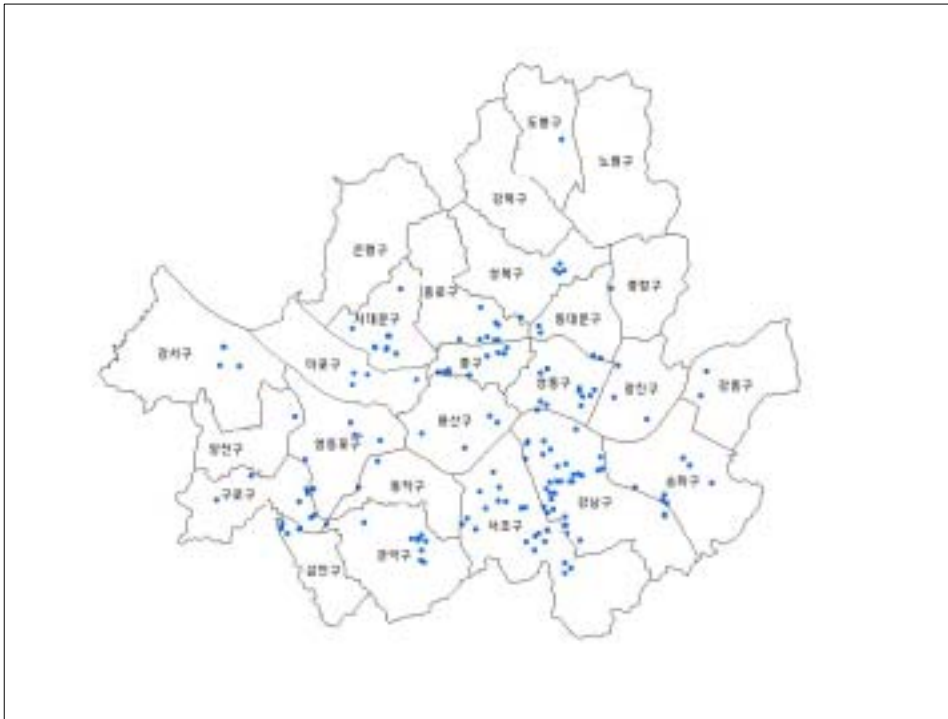 도봉구
노원구
강북구
은평구
성북구
종로구
중랑구
서대문구
동대문구
강서구
마포구
중구
성동구
광진구
강동구
용산구
양천구
영등포구
구로구
동작구
송파구
강남구
서초구
관악구
금천구